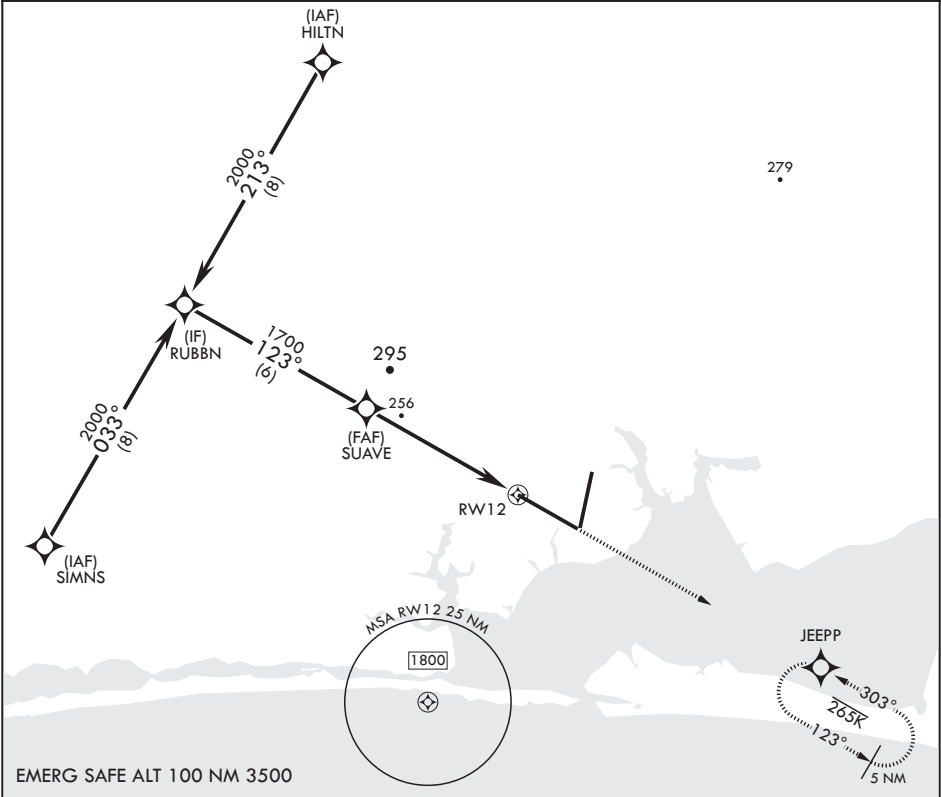 (IAF)
HILTN
2000
213°
(8)
279
(IF)
RUBBN
1700
123°
(6)
295
256
(FAF)
SUAVE
2000
033°
(8)
RW12
(IAF)
SIMNS
MSA RW12 25 NM
1800
JEEPP
303°
265K
123°
5 NM
EMERG SAFE ALT 100 NM 3500